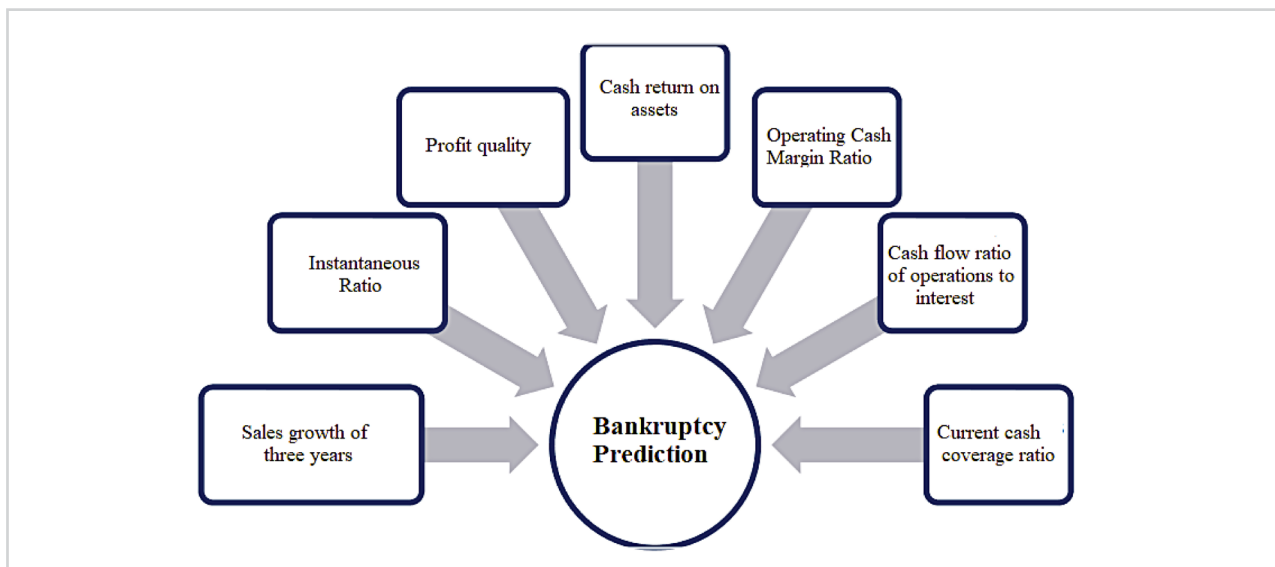 Cash return on
assets
Profit quality
Operating Cash
Margin Ratio
Instantaneous
Ratio
Cash flow ratio
of operations to
interest
Sales growth of
three years
Bankruptcy
Prediction
Current cash
coverage ratio